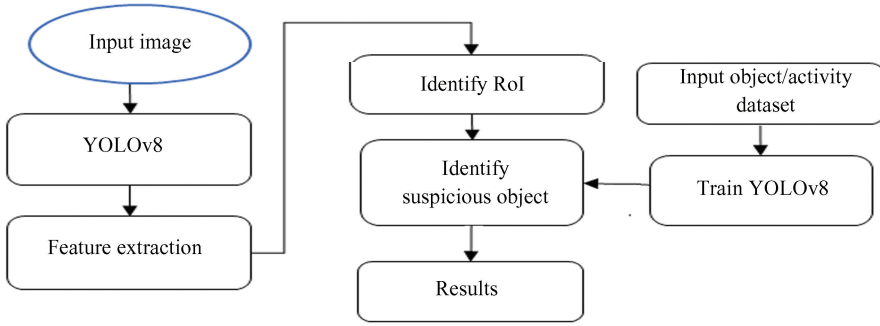 Input image
YOLOv8
Feature extraction
Identify RoI
Identify
suspicious object
Results
Input object/activity
dataset
Train YOLOv8